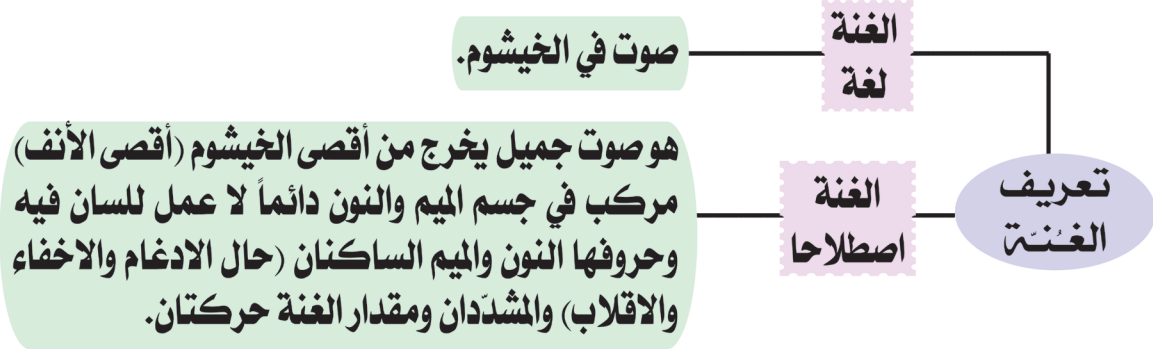 تعريف
الغُنّة
الغنة
لغة
صوت في الخيشوم.
الغنة
اصطلاحا
هو صوت جميل يخرج من أقصى الخيشوم (أقصى الأنف)
مركب في جسم الميم والنون دائماً لا عمل للسان فيه
وحروفها النون والميم الساكنان (حال الادغام والاخفاء
والاقلاب) والمشدّدان ومقدار الغنة حركتان.